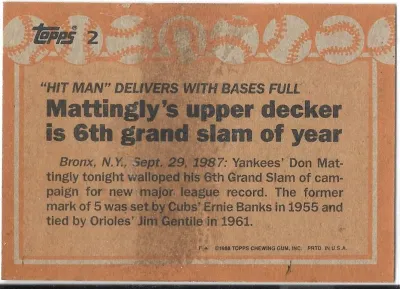 Topps 2
"HIT MAN" DELIVERS WITH BASES FULL
Mattingly's upper decker
is 6th grand slam of year
Bronx, N.Y., Sept. 29, 1987: Yankees' Don Mat-
tingly tonight walloped his 6th Grand Slam of cam-
paign for new major league record. The former
mark of 5 was set by Cubs' Ernie Banks in 1955 and
tied by Orioles' Jim Gentile in 1961.
©1988 TOPPS CHEWING GUM, INC. PRTD. IN U.S.A.